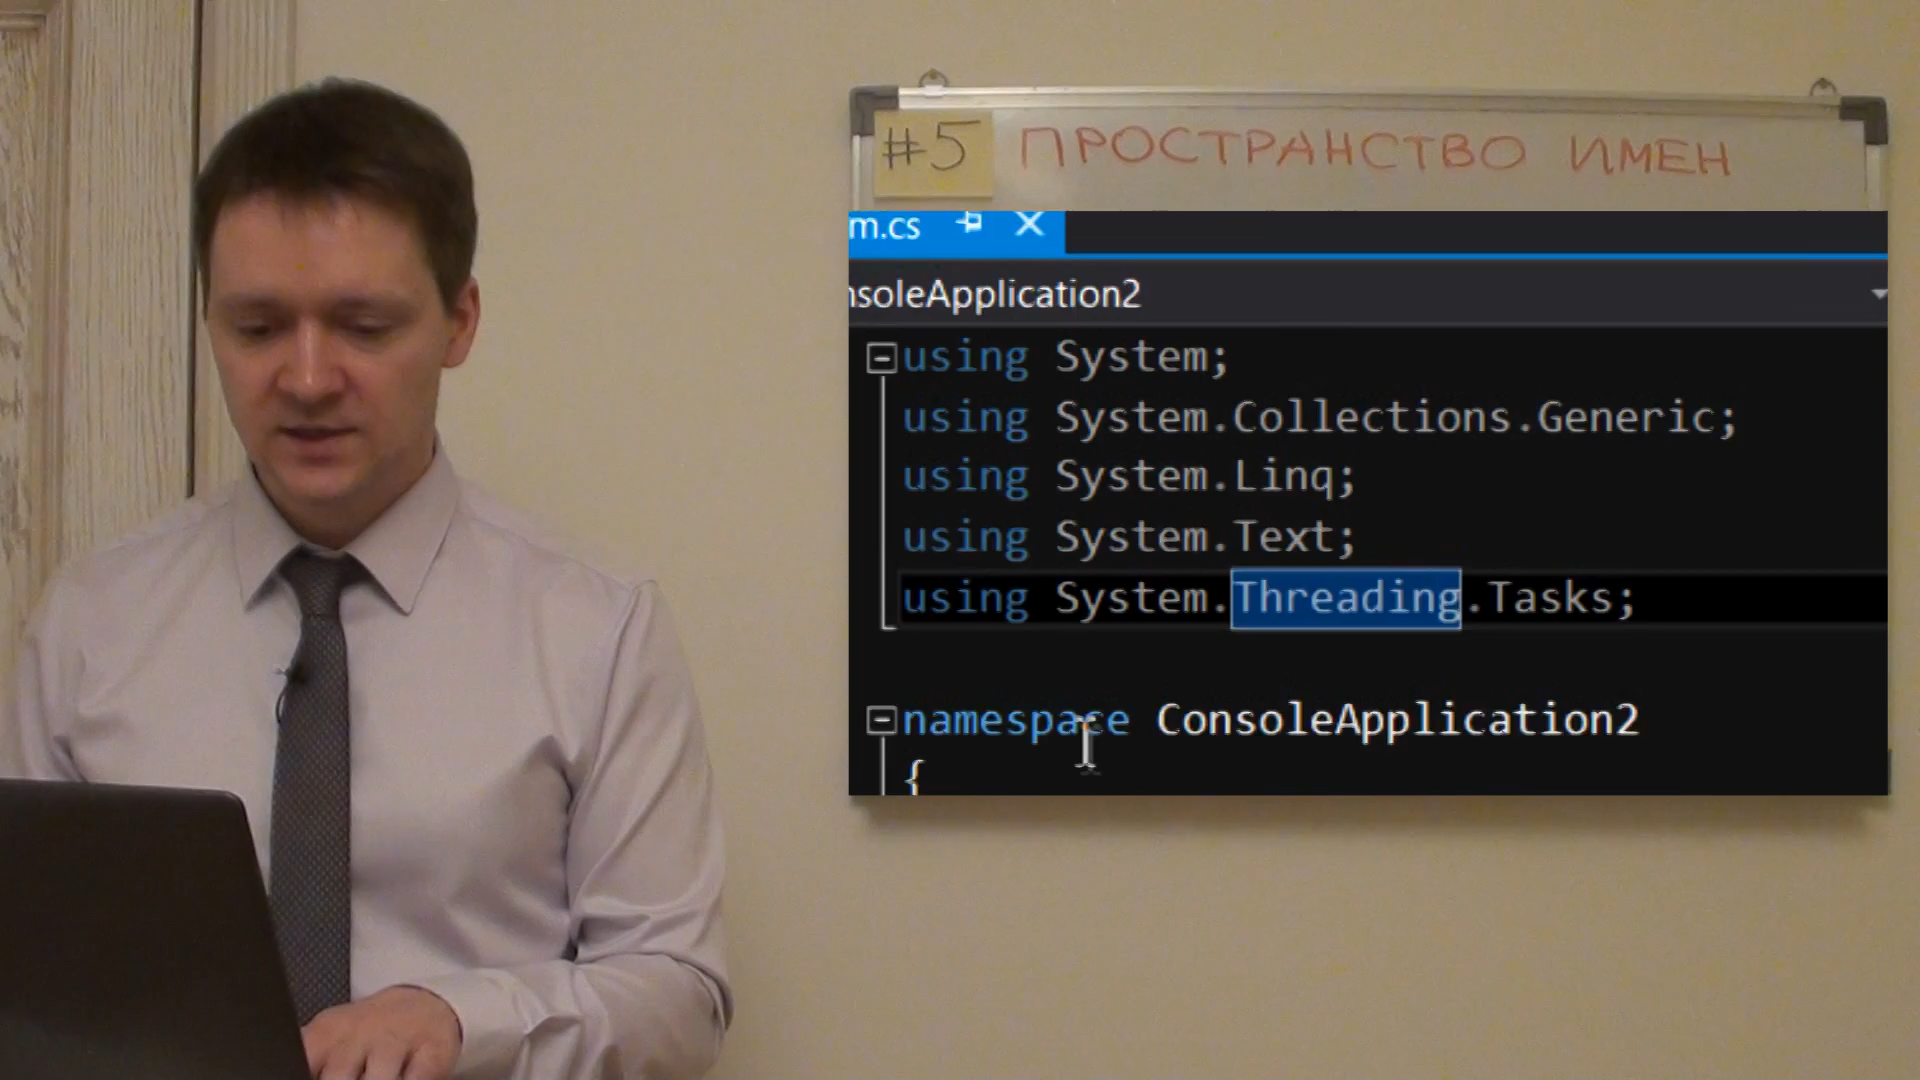 #5 ПРОСТРАНСТВО ИМЕН
m.cs
nsoleApplication2
using System;
using System.Collections.Generic;
using System.Linq;
using System.Text;
using System.Threading.Tasks;
namespace ConsoleApplication2
{